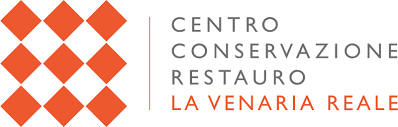 CENTRO
CONSERVAZIONE
RESTAURO
LA VENARIA REALE